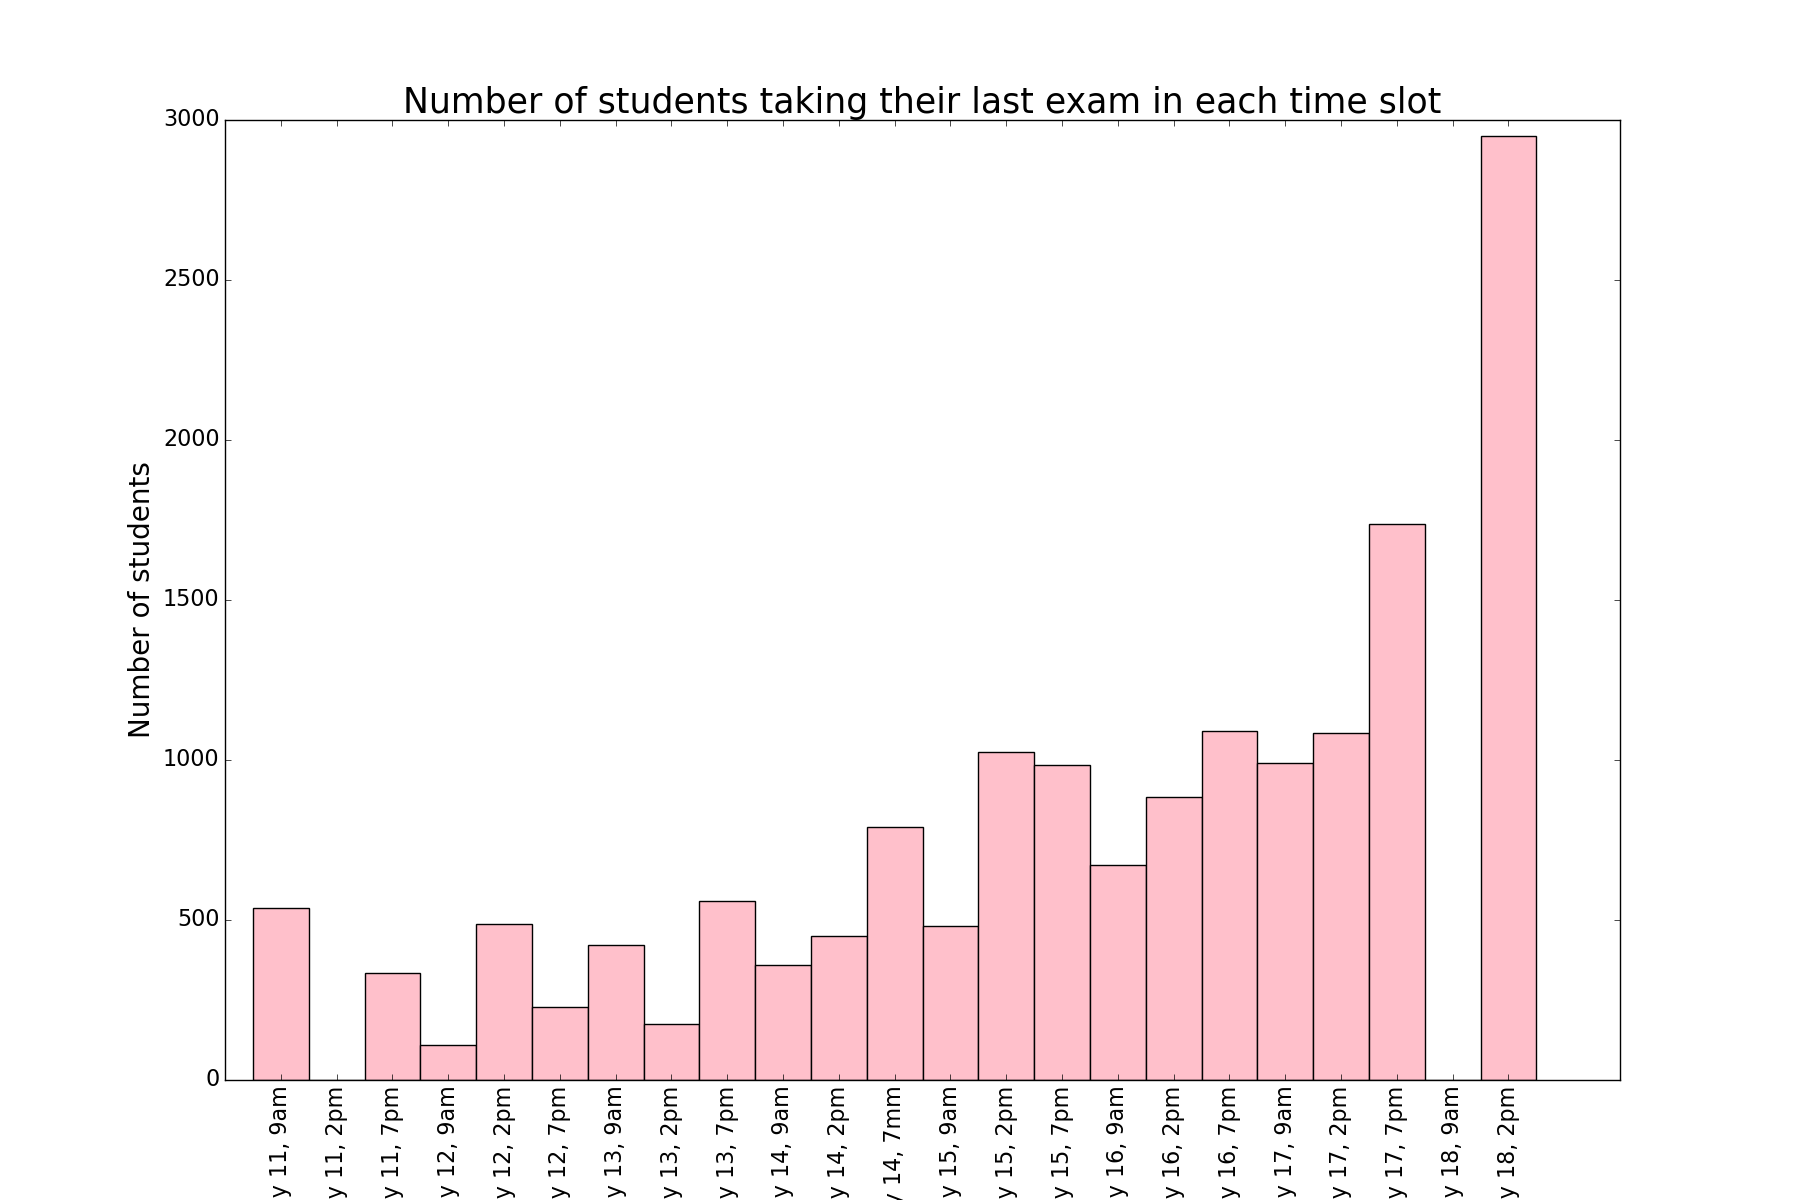 Number of students taking their last exam in each time slot
Number of students
3000
2500
2000
1500
1000
500
0
y 11, 9am
y 11, 2pm
y 11, 7pm
y 12, 9am
y 12, 2pm
y 12, 7pm
y 13, 9am
y 13, 2pm
y 13, 7pm
y 14, 9am
y 14, 2pm
y 14, 7mm
y 15, 9am
y 15, 2pm
y 15, 7pm
y 16, 9am
y 16, 2pm
y 16, 7pm
y 17, 9am
y 17, 2pm
y 17, 7pm
y 18, 9am
y 18, 2pm